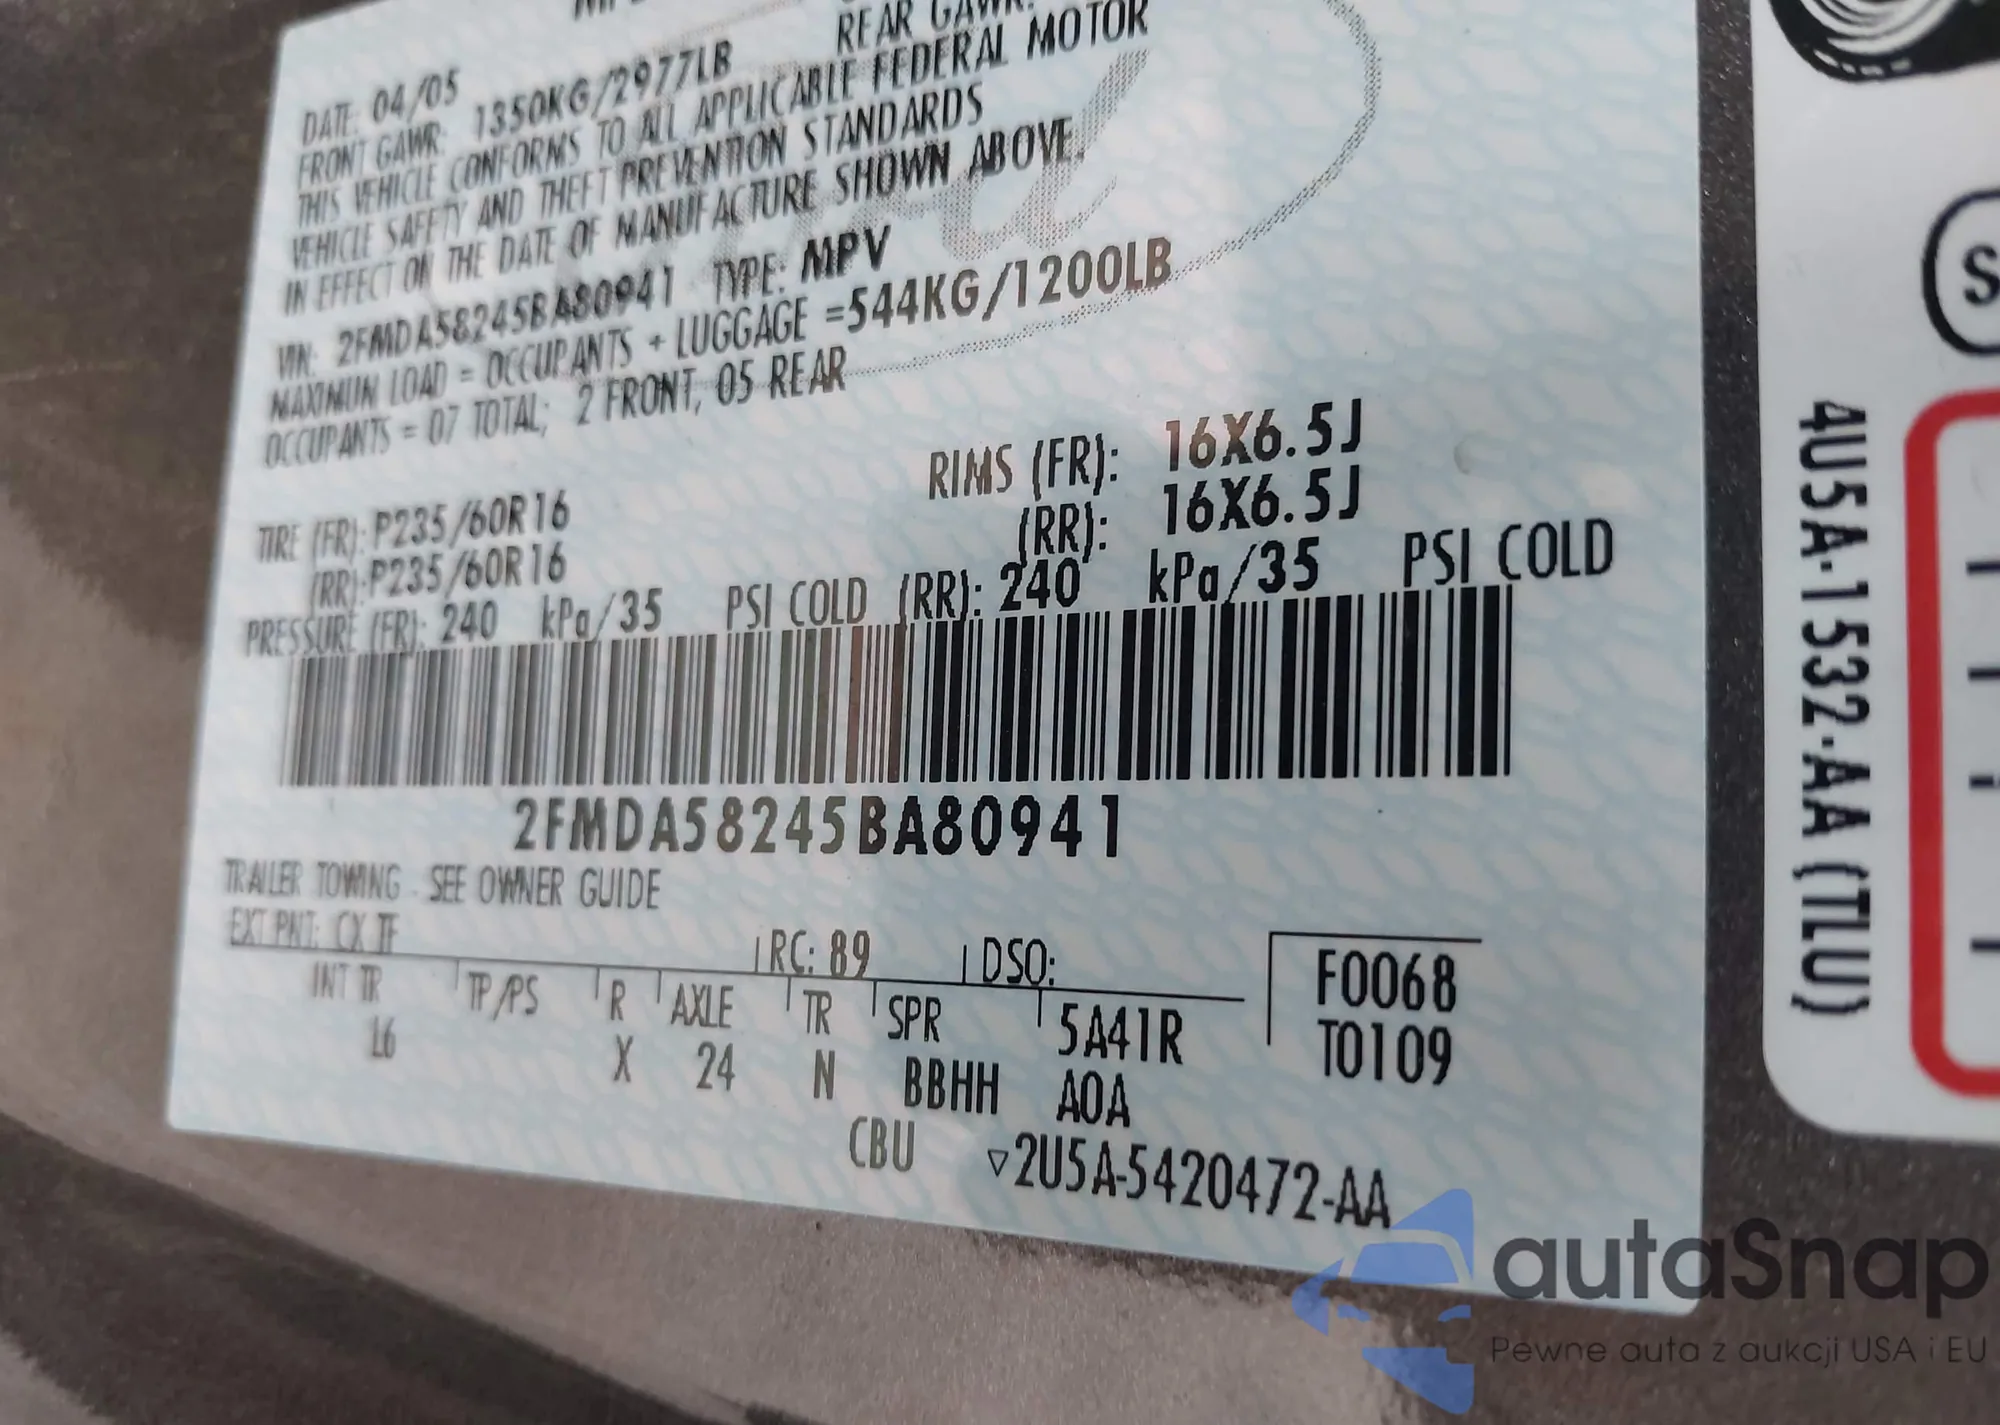 REAR GAWR:
DATE: 04/05
FRONT GAWR: 1350KG/2977LB
THIS VEHICLE CONFORMS TO ALL APPLICABLE FEDERAL MOTOR
VEHICLE SAFETY AND THEFT PREVENTION STANDARDS
IN EFFECT ON THE DATE OF MANUFACTURE SHOWN ABOVE.
VIN: 2FMDA58245BA80941 TYPE: MPV
MAXIMUM LOAD = OCCUPANTS + LUGGAGE =544KG/1200LB
OCCUPANTS = 07 TOTAL; 2 FRONT, 05 REAR
TIRE (FR): P235/60R16 RIMS (FR): 16X6.5J
(RR): P235/60R16 (RR): 16X6.5J
PRESSURE (FR): 240 kPa/35 PSI COLD (RR): 240 kPa/35 PSI COLD
2FMDA58245BA80941
TRAILER TOWING - SEE OWNER GUIDE
EXT PNT: CX TF RC: 89 DSO: F0068
INT TR TP/PS R AXLE TR SPR 5A41R T0109
L6 X 24 N BBHH A0A
CBU ▽2U5A-5420472-AA
4U5A-1532-AA (TLU)
S
autaSnap
Pewne auta z aukcji USA i EU